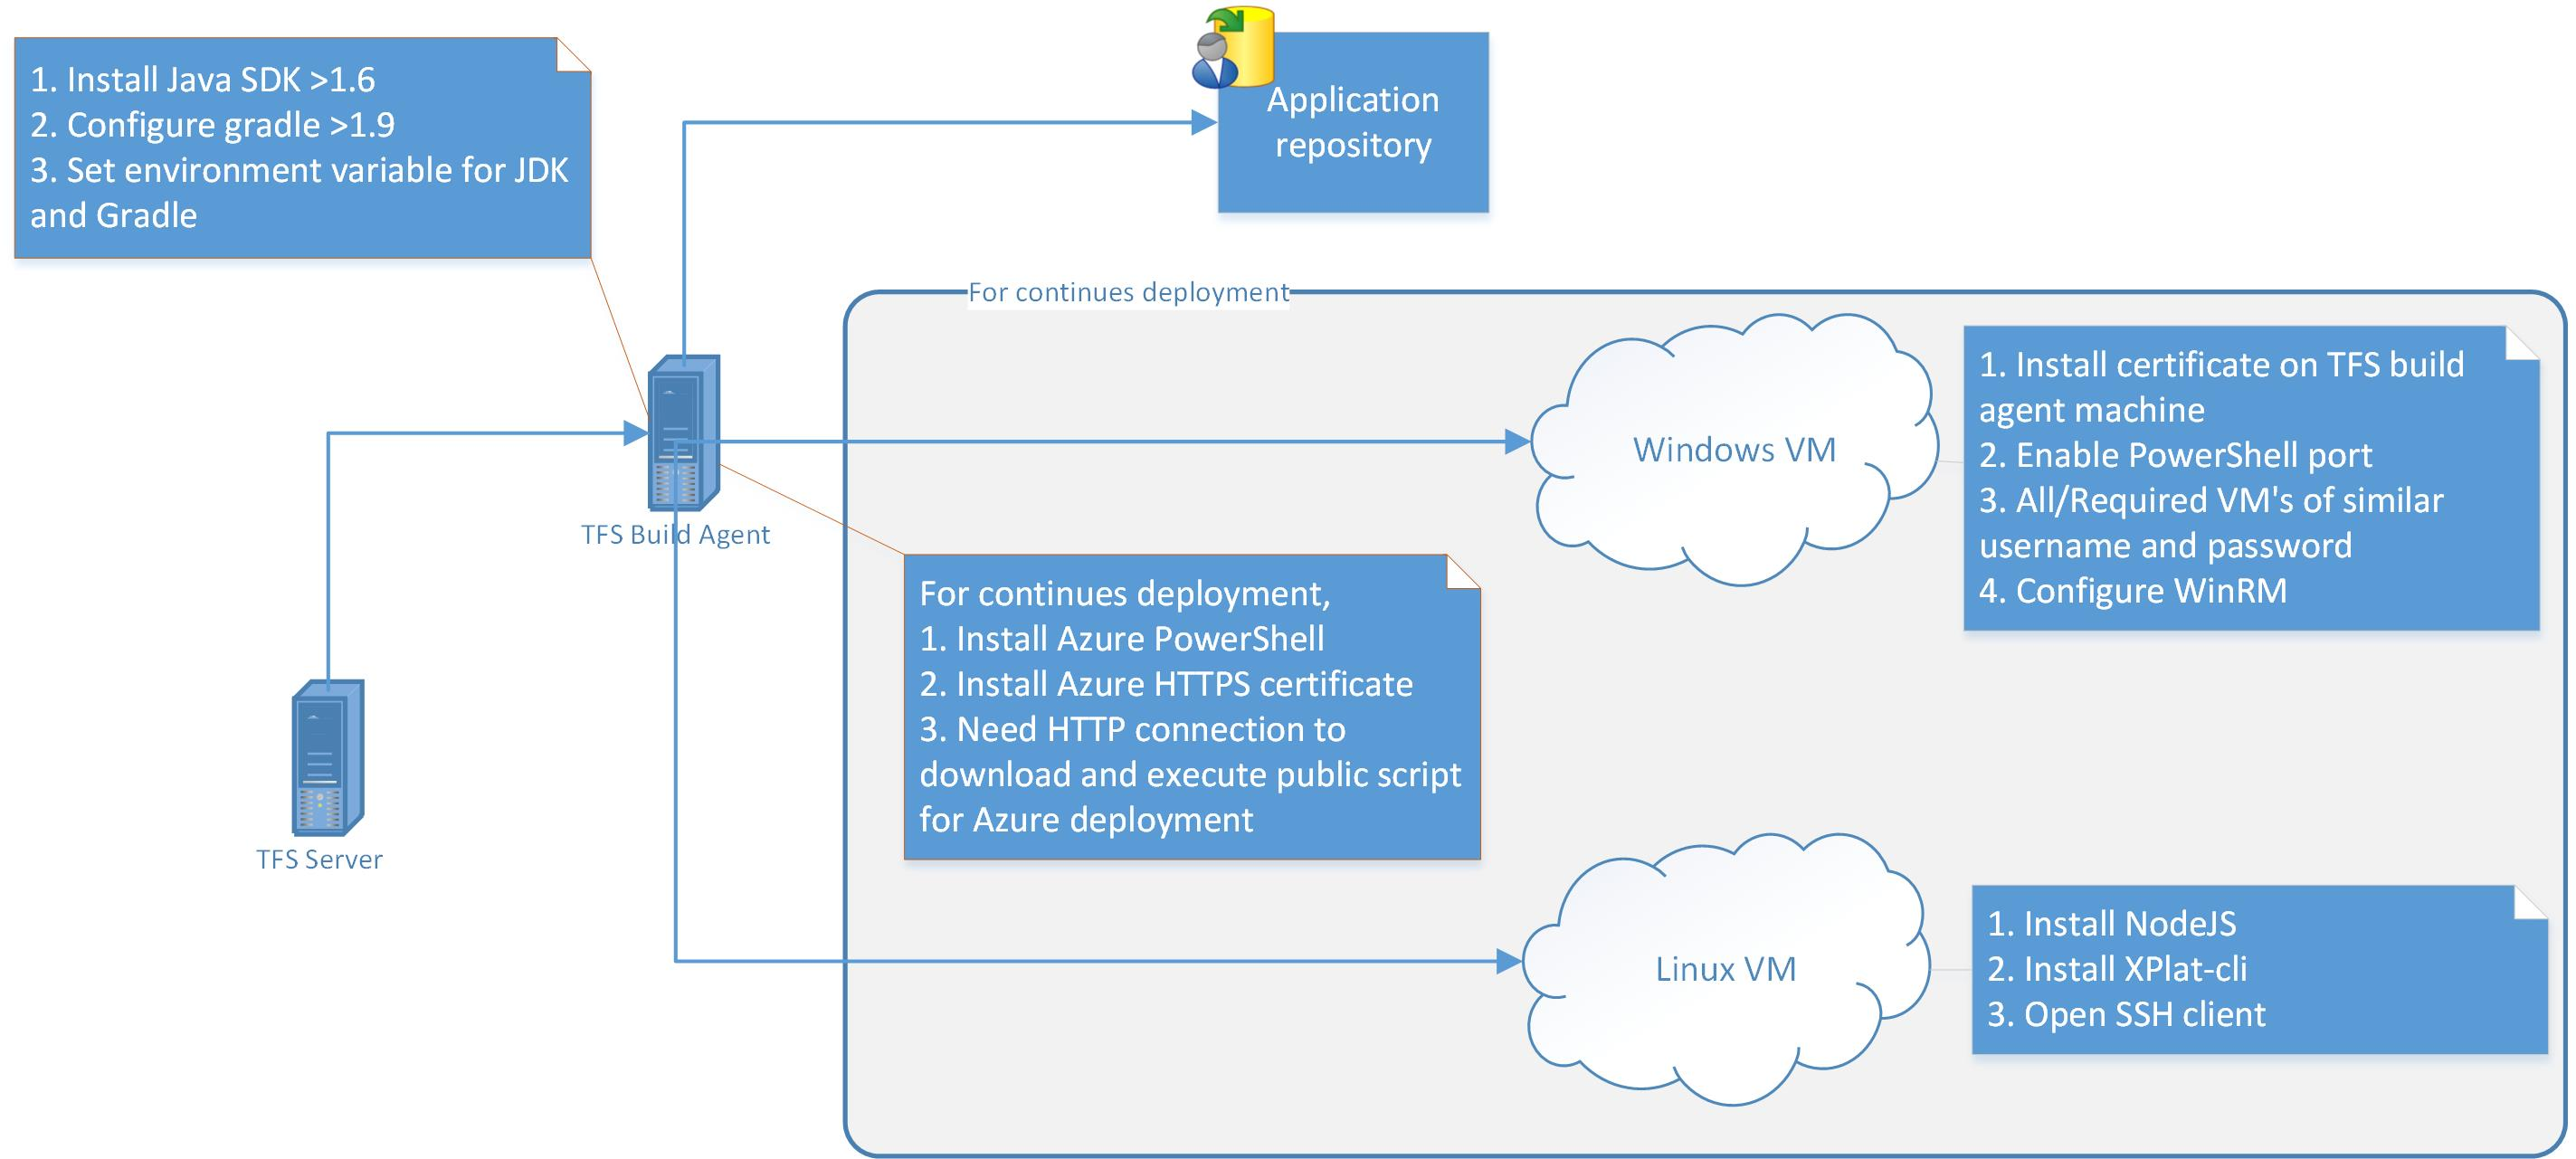 1. Install Java SDK >1.6
2. Configure gradle >1.9
3. Set environment variable for JDK
and Gradle
Application
repository
For continues deployment
Windows VM
1. Install certificate on TFS build
agent machine
2. Enable PowerShell port
3. All/Required VM's of similar
username and password
4. Configure WinRM
TFS Build Agent
For continues deployment,
1. Install Azure PowerShell
2. Install Azure HTTPS certificate
3. Need HTTP connection to
download and execute public script
for Azure deployment
TFS Server
Linux VM
1. Install NodeJS
2. Install XPlat-cli
3. Open SSH client